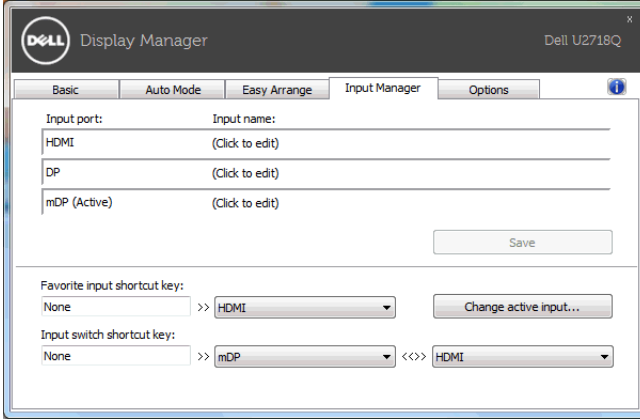 DELL Display Manager Dell U2718Q
x
Basic Auto Mode Easy Arrange Input Manager Options i
Input port: Input name:
HDMI (Click to edit)
DP (Click to edit)
mDP (Active) (Click to edit)
Save
Favorite input shortcut key:
None >> HDMI Change active input...
Input switch shortcut key:
None >> mDP <<>> HDMI